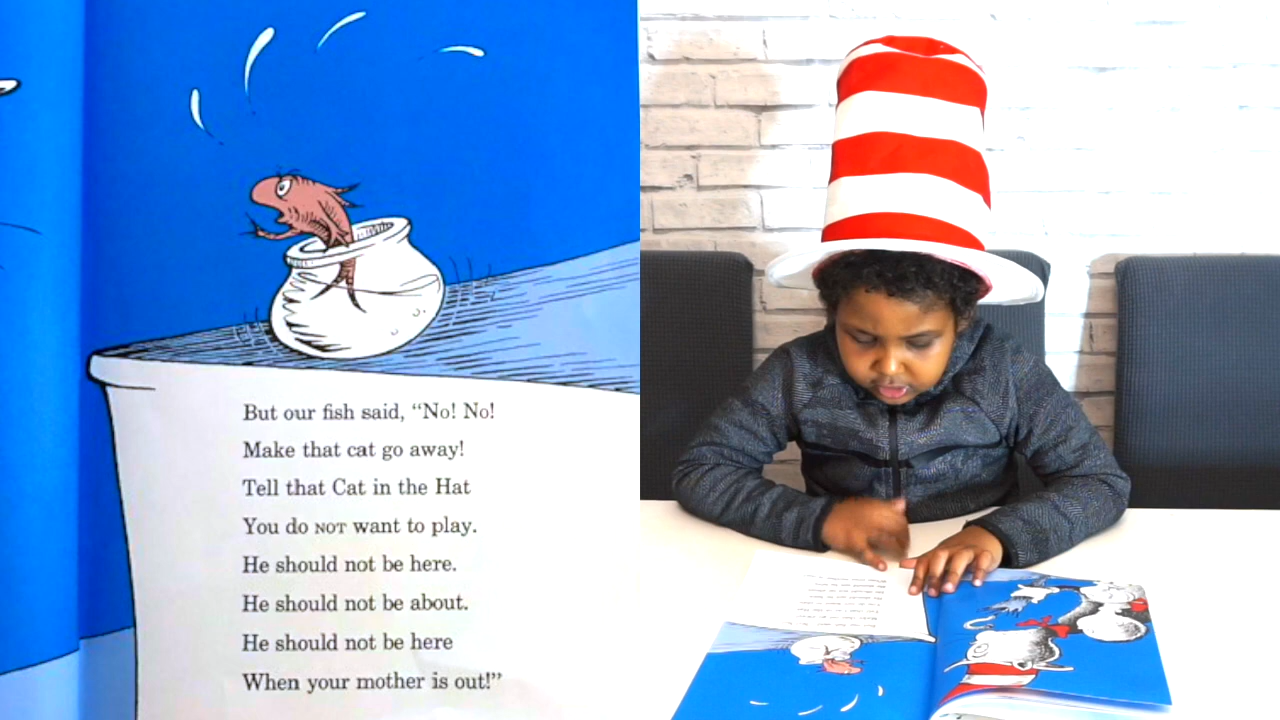 But our fish said, “No! No!
Make that cat go away!
Tell that Cat in the Hat
You do NOT want to play.
He should not be here.
He should not be about.
He should not be here
When your mother is out!”